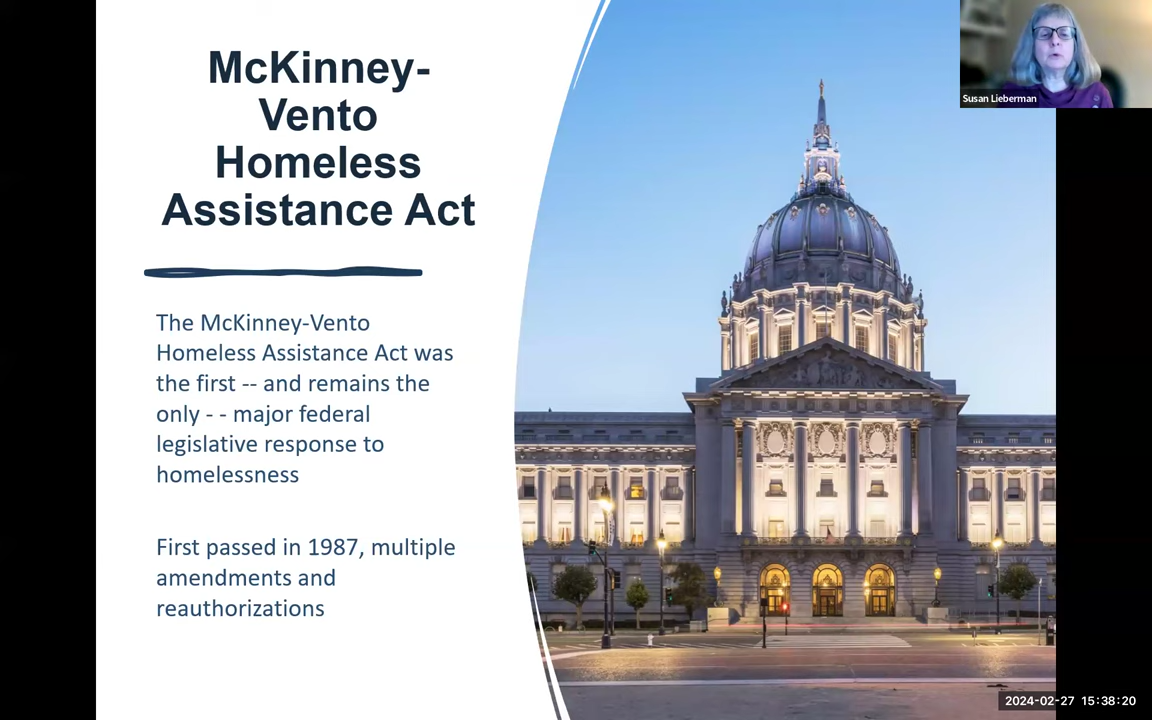 McKinney-
Vento
Homeless
Assistance Act
The McKinney-Vento
Homeless Assistance Act was
the first -- and remains the
only - - major federal
legislative response to
homelessness
First passed in 1987, multiple
amendments and
reauthorizations
Susan Lieberman
2024-02-27 15:38:20